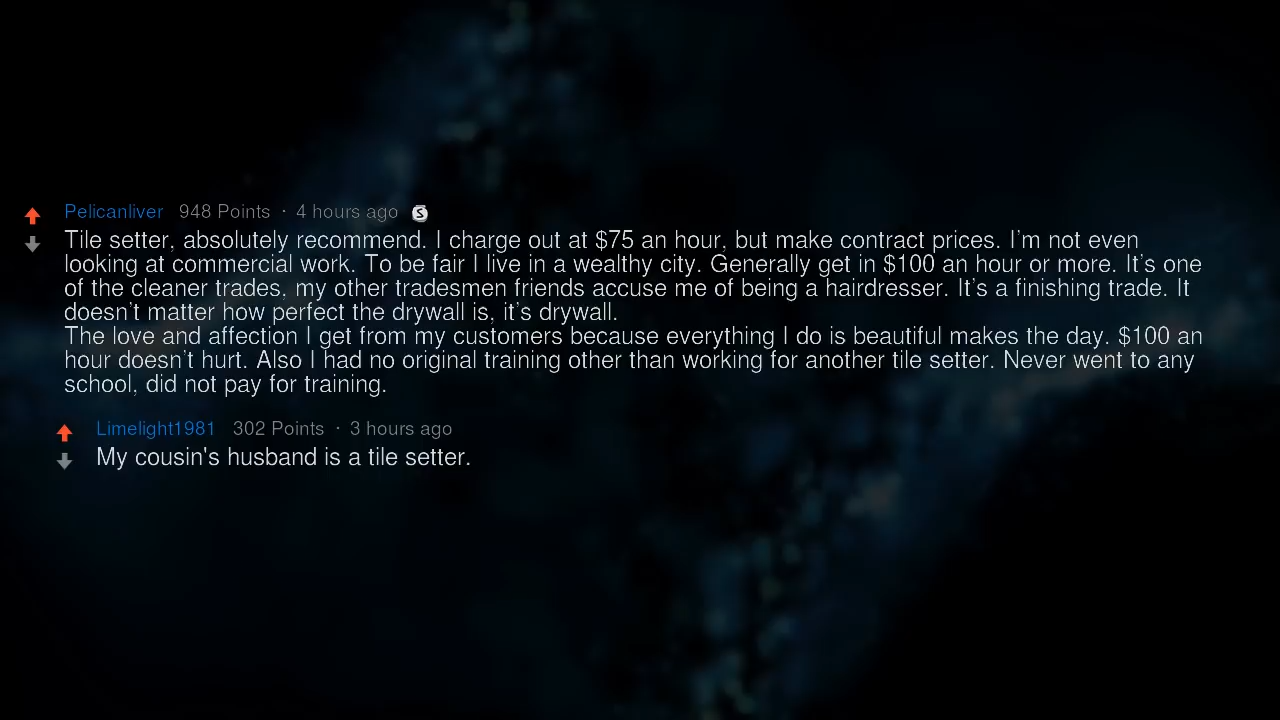 Pelicanliver 948 Points · 4 hours ago S
Tile setter, absolutely recommend. I charge out at $75 an hour, but make contract prices. I’m not even
looking at commercial work. To be fair I live in a wealthy city. Generally get in $100 an hour or more. It’s one
of the cleaner trades, my other tradesmen friends accuse me of being a hairdresser. It’s a finishing trade. It
doesn’t matter how perfect the drywall is, it’s drywall.
The love and affection I get from my customers because everything I do is beautiful makes the day. $100 an
hour doesn’t hurt. Also I had no original training other than working for another tile setter. Never went to any
school, did not pay for training.
Limelight1981 302 Points · 3 hours ago
My cousin's husband is a tile setter.